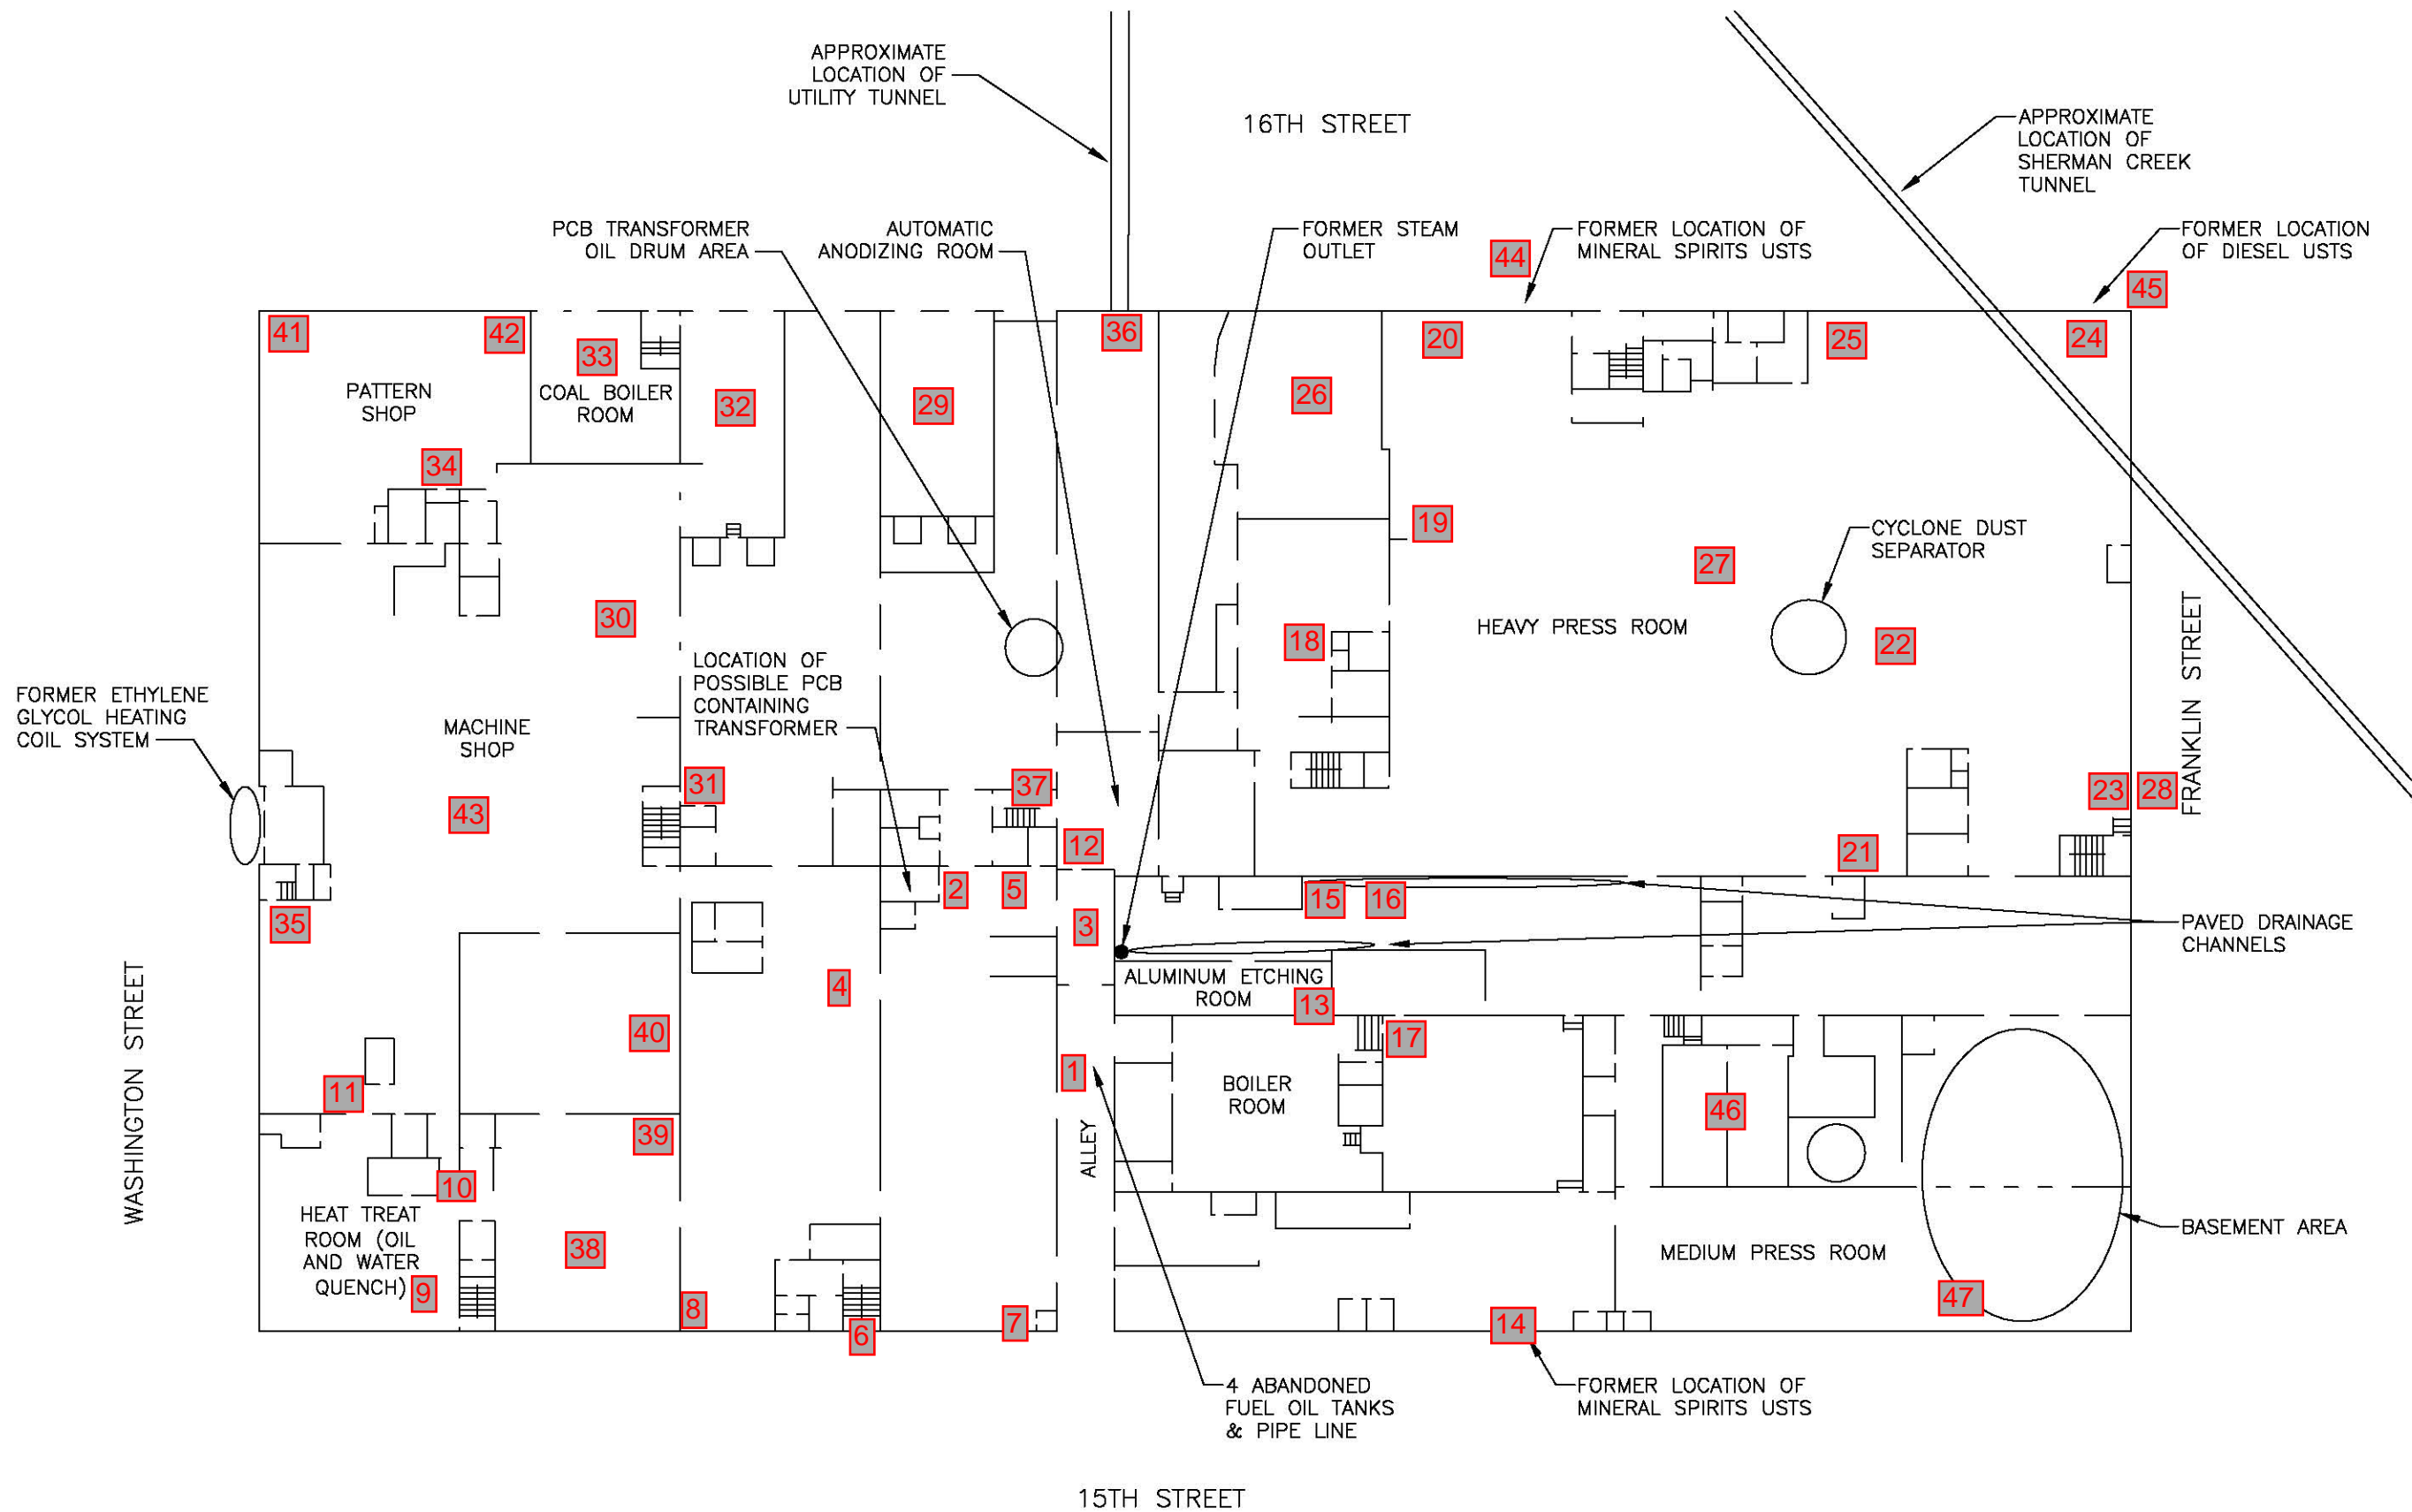 APPROXIMATE
LOCATION OF
UTILITY TUNNEL
16TH STREET
APPROXIMATE
LOCATION OF
SHERMAN CREEK
TUNNEL
PCB TRANSFORMER
OIL DRUM AREA
AUTOMATIC
ANODIZING ROOM
FORMER STEAM
OUTLET
44
FORMER LOCATION OF
MINERAL SPIRITS USTS
FORMER LOCATION
OF DIESEL USTS
45
41
42
33
36
20
25
24
PATTERN
SHOP
COAL BOILER
ROOM
32
29
26
34
19
CYCLONE DUST
SEPARATOR
27
30
18
HEAVY PRESS ROOM
22
FRANKLIN STREET
LOCATION OF
POSSIBLE PCB
CONTAINING
TRANSFORMER
FORMER ETHYLENE
GLYCOL HEATING
COIL SYSTEM
MACHINE
SHOP
31
37
23
28
43
12
21
2
5
15
16
35
3
PAVED DRAINAGE
CHANNELS
WASHINGTON STREET
4
ALUMINUM ETCHING
ROOM
13
40
17
1
11
BOILER
ROOM
46
39
ALLEY
10
HEAT TREAT
ROOM (OIL
AND WATER
QUENCH)
38
9
MEDIUM PRESS ROOM
BASEMENT AREA
47
8
7
6
14
4 ABANDONED
FUEL OIL TANKS
& PIPE LINE
FORMER LOCATION OF
MINERAL SPIRITS USTS
15TH STREET